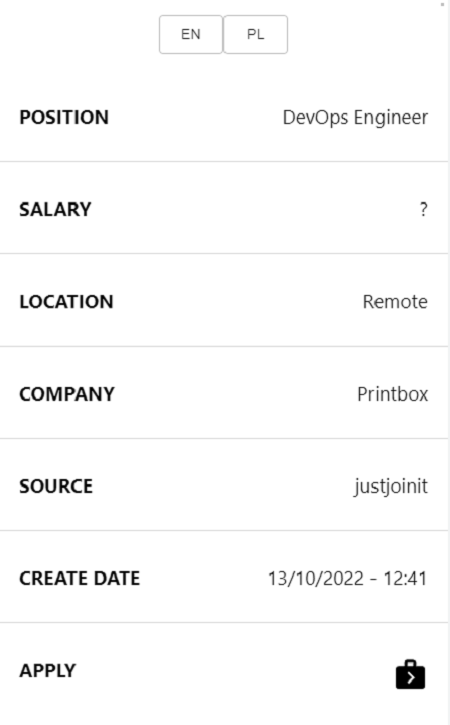 EN PL
POSITION DevOps Engineer
SALARY ?
LOCATION Remote
COMPANY Printbox
SOURCE justjoinit
CREATE DATE 13/10/2022 - 12:41
APPLY